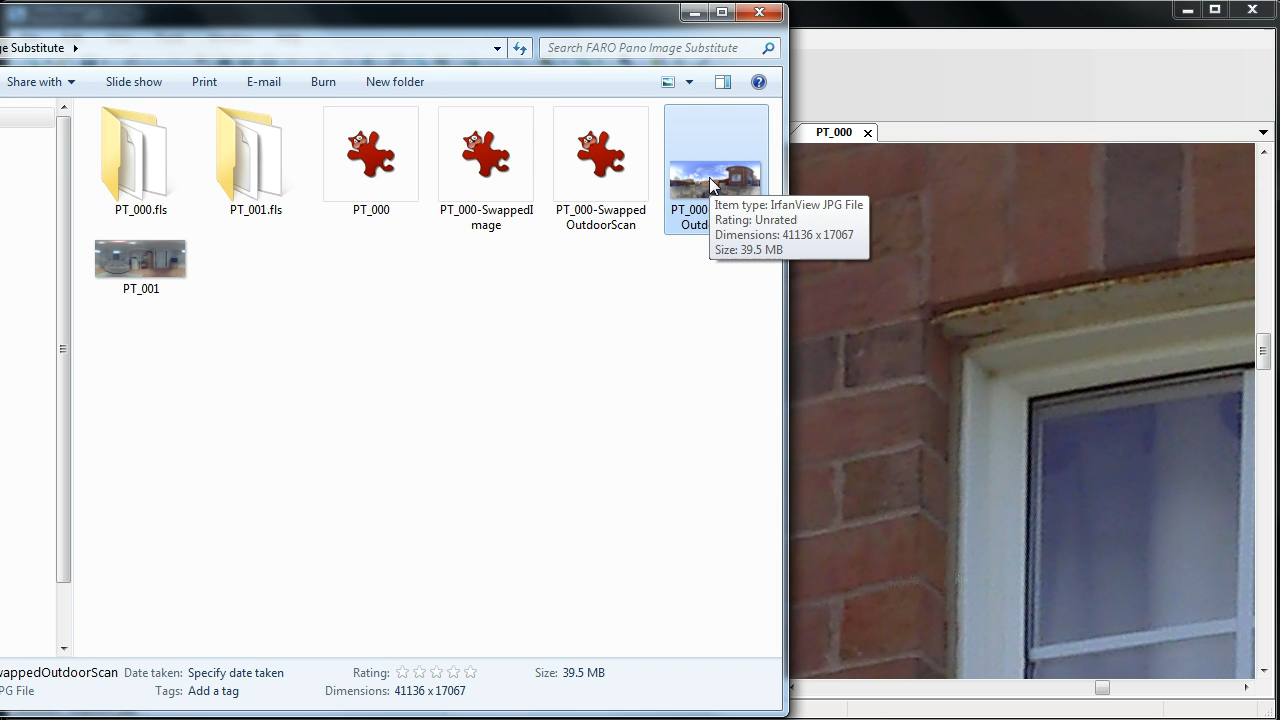 ge Substitute
Search FARO Pano Image Substitute
Share with
Slide show
Print
E-mail
Burn
New folder
PT_000.fls
PT_001.fls
PT_000
PT_000-SwappedI
mage
PT_000-Swapped
OutdoorScan
PT_000
Outd
Item type: IrfanView JPG File
Rating: Unrated
Dimensions: 41136 x 17067
Size: 39.5 MB
PT_001
PT_000
wappedOutdoorScan
Date taken: Specify date taken
Rating:
Size: 39.5 MB
PG File
Tags: Add a tag
Dimensions: 41136 x 17067